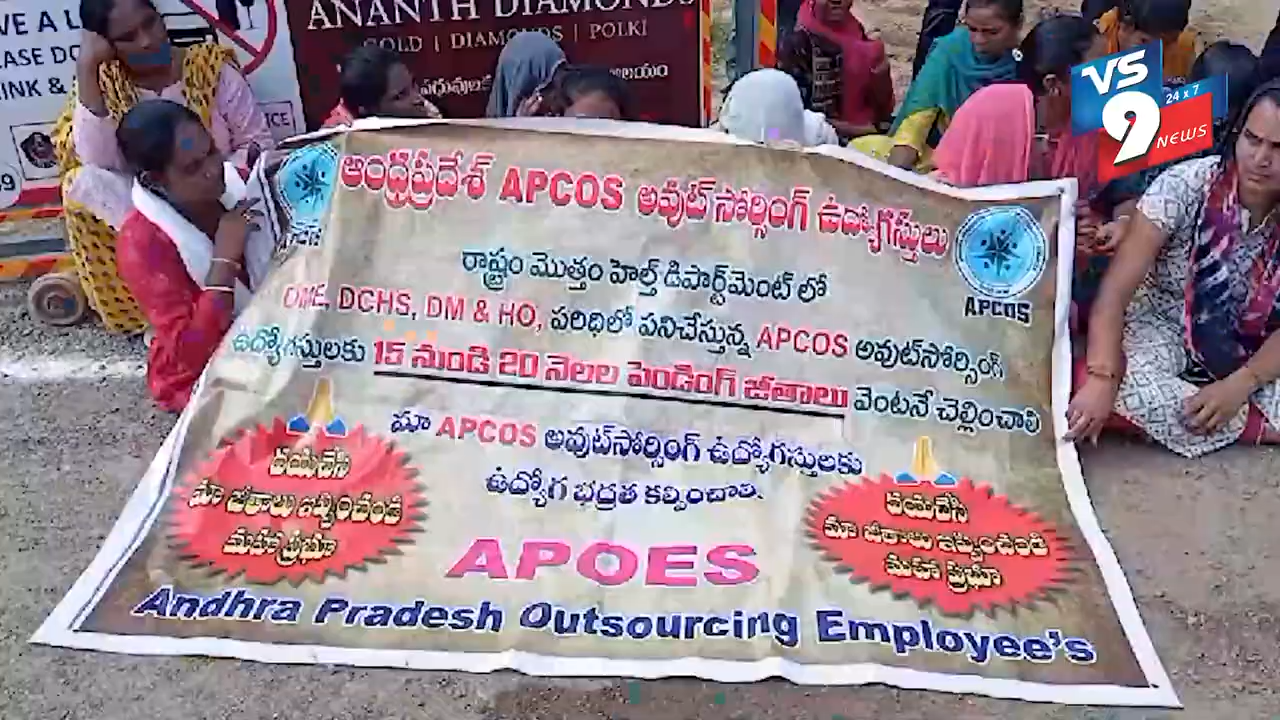 ANANTH DIAMONDS
GOLD | DIAMONDS | POLKI
VS
9
24 x 7
NEWS
ఆంధ్రప్రదేశ్ APCOS అవుట్ సోర్సింగ్ ఉద్యోగస్తులు
రాష్ట్రం మొత్తం హెల్త్ డిపార్ట్‌మెంట్ లో
DME, DCHS, DM & HO, పరిధిలో పనిచేస్తున్న APCOS అవుట్‌సోర్సింగ్
ఉద్యోగస్తులకు 15 నుండి 20 నెలల పెండింగ్ జీతాలు వెంటనే చెల్లించాలి
మా APCOS అవుట్‌సోర్సింగ్ ఉద్యోగస్తులకు
ఉద్యోగ భద్రత కల్పించాలి.
APCOS
దయచేసి
మా జీతాలు ఇప్పించండి
మహా ప్రభూ
దయచేసి
మా జీతాలు ఇప్పించండి
మహా ప్రభూ
APOES
Andhra Pradesh Outsourcing Employee's